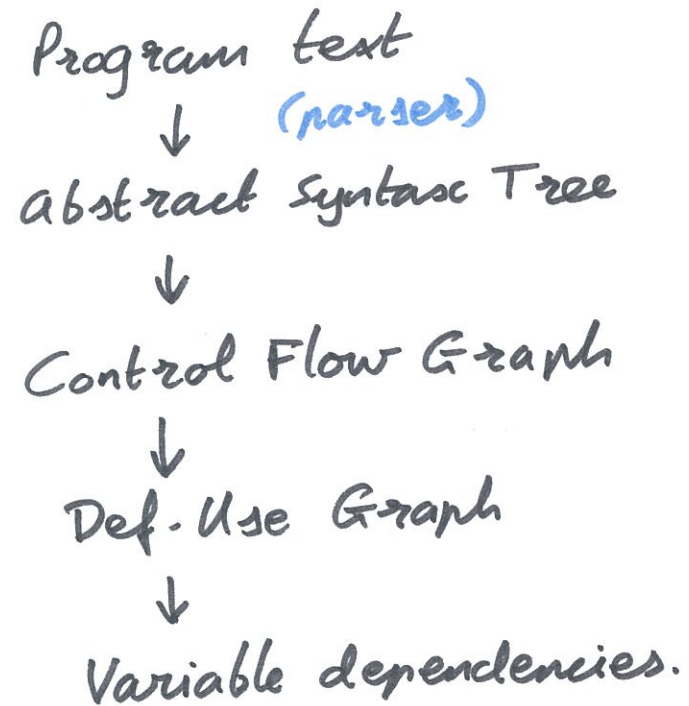 Program text
↓ (parser)
Abstract Syntax Tree
↓
Control Flow Graph
↓
Def-Use Graph
↓
Variable dependencies.